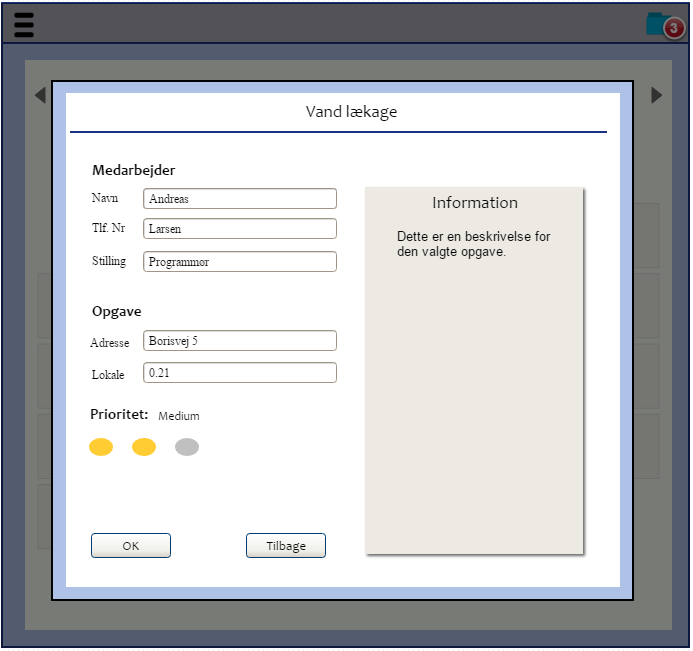 3
Vand lækage
Medarbejder
Navn Andreas
Tlf. Nr Larsen
Stilling Programmør
Opgave
Adresse Borisvej 5
Lokale 0.21
Prioritet: Medium
OK Tilbage
Information
Dette er en beskrivelse for
den valgte opgave.